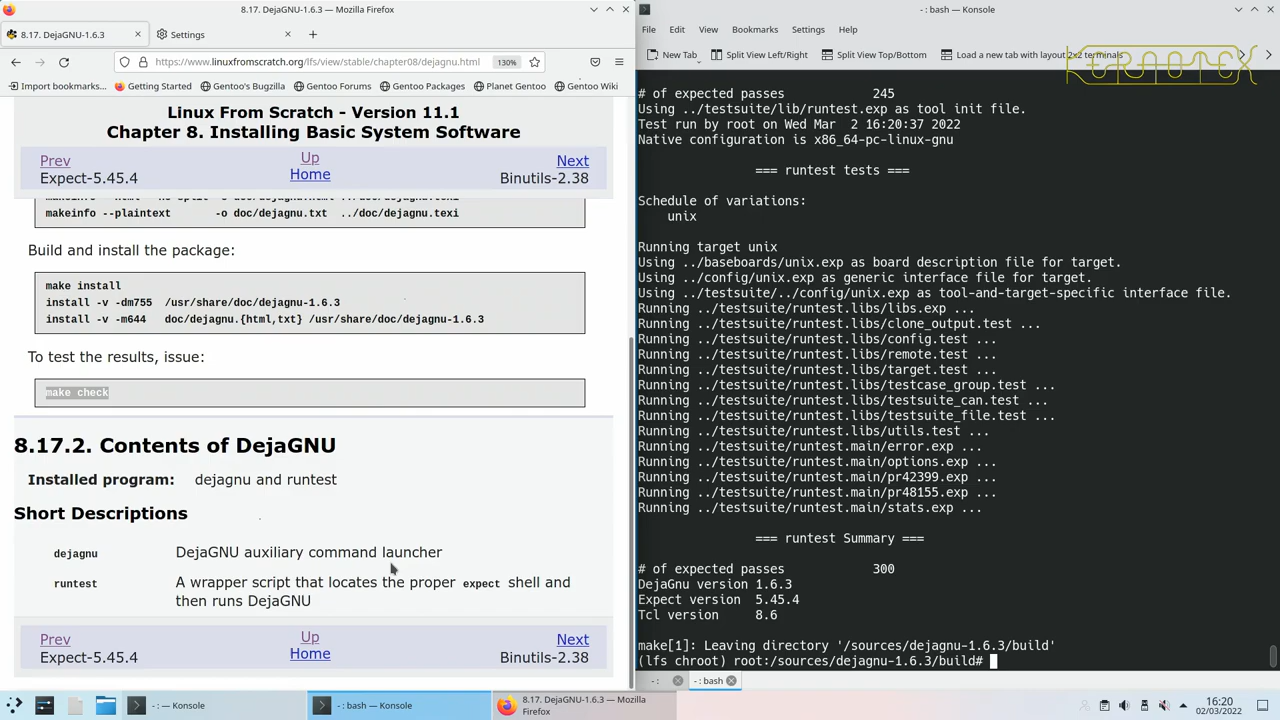 8.17. DejaGNU-1.6.3 — Mozilla Firefox
8.17. DejaGNU-1.6.3
Settings
https://www.linuxfromscratch.org/lfs/view/stable/chapter08/dejagnu.html
130%
Import bookmarks...
Getting Started
Gentoo's Bugzilla
Gentoo Forums
Gentoo Packages
Planet Gentoo
Gentoo Wiki
Linux From Scratch - Version 11.1
Chapter 8. Installing Basic System Software
Prev
Up
Next
Expect-5.45.4
Home
Binutils-2.38
makeinfo --plaintext -o doc/dejagnu.txt ../doc/dejagnu.texi
Build and install the package:
make install
install -v -dm755 /usr/share/doc/dejagnu-1.6.3
install -v -m644 doc/dejagnu.{html,txt} /usr/share/doc/dejagnu-1.6.3
To test the results, issue:
make check
8.17.2. Contents of DejaGNU
Installed program: dejagnu and runtest
Short Descriptions
dejagnu DejaGNU auxiliary command launcher
runtest A wrapper script that locates the proper expect shell and
then runs DejaGNU
Prev
Up
Next
Expect-5.45.4
Home
Binutils-2.38
- : bash — Konsole
File Edit View Bookmarks Settings Help
New Tab
Split View Left/Right
Split View Top/Bottom
Load a new tab with layout 2×2 terminals
KERNOTEX
# of expected passes 245
Using ../testsuite/lib/runtest.exp as tool init file.
Test run by root on Wed Mar 2 16:20:37 2022
Native configuration is x86_64-pc-linux-gnu
=== runtest tests ===
Schedule of variations:
unix
Running target unix
Using ../baseboards/unix.exp as board description file for target.
Using ../config/unix.exp as generic interface file for target.
Using ../testsuite/../config/unix.exp as tool-and-target-specific interface file.
Running ../testsuite/runtest.libs/libs.exp ...
Running ../testsuite/runtest.libs/clone_output.test ...
Running ../testsuite/runtest.libs/config.test ...
Running ../testsuite/runtest.libs/remote.test ...
Running ../testsuite/runtest.libs/target.test ...
Running ../testsuite/runtest.libs/testcase_group.test ...
Running ../testsuite/runtest.libs/testsuite_can.test ...
Running ../testsuite/runtest.libs/testsuite_file.test ...
Running ../testsuite/runtest.libs/utils.test ...
Running ../testsuite/runtest.main/error.exp ...
Running ../testsuite/runtest.main/options.exp ...
Running ../testsuite/runtest.main/pr42399.exp ...
Running ../testsuite/runtest.main/pr48155.exp ...
Running ../testsuite/runtest.main/stats.exp ...
=== runtest Summary ===
# of expected passes 300
DejaGnu version 1.6.3
Expect version 5.45.4
Tcl version 8.6
make[1]: Leaving directory '/sources/dejagnu-1.6.3/build'
(lfs chroot) root:/sources/dejagnu-1.6.3/build#
- :
- : bash
- : — Konsole
- : bash — Konsole
8.17. DejaGNU-1.6.3 — Mozilla
Firefox
16:20
02/03/2022